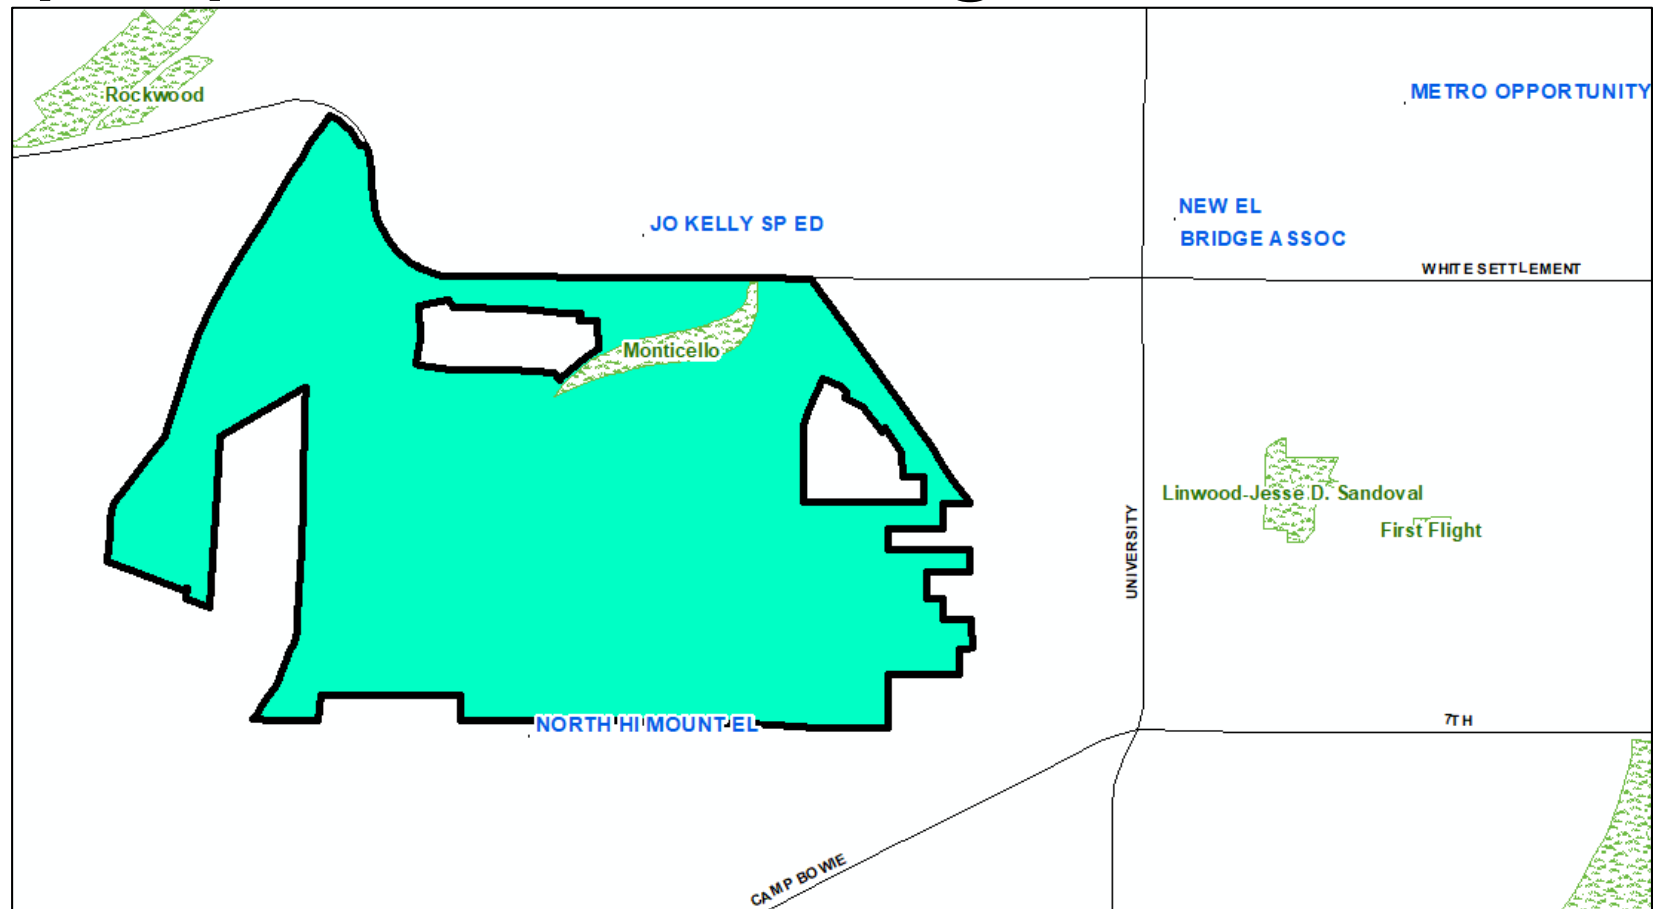 Rockwood
METRO OPPORTUNITY
JO KELLY SP ED
NEW EL
BRIDGE ASSOC
WHITE SETTLEMENT
Monticello
Linwood-Jesse D. Sandoval
First Flight
UNIVERSITY
NORTH HI MOUNT EL
7TH
CAMP BOWIE